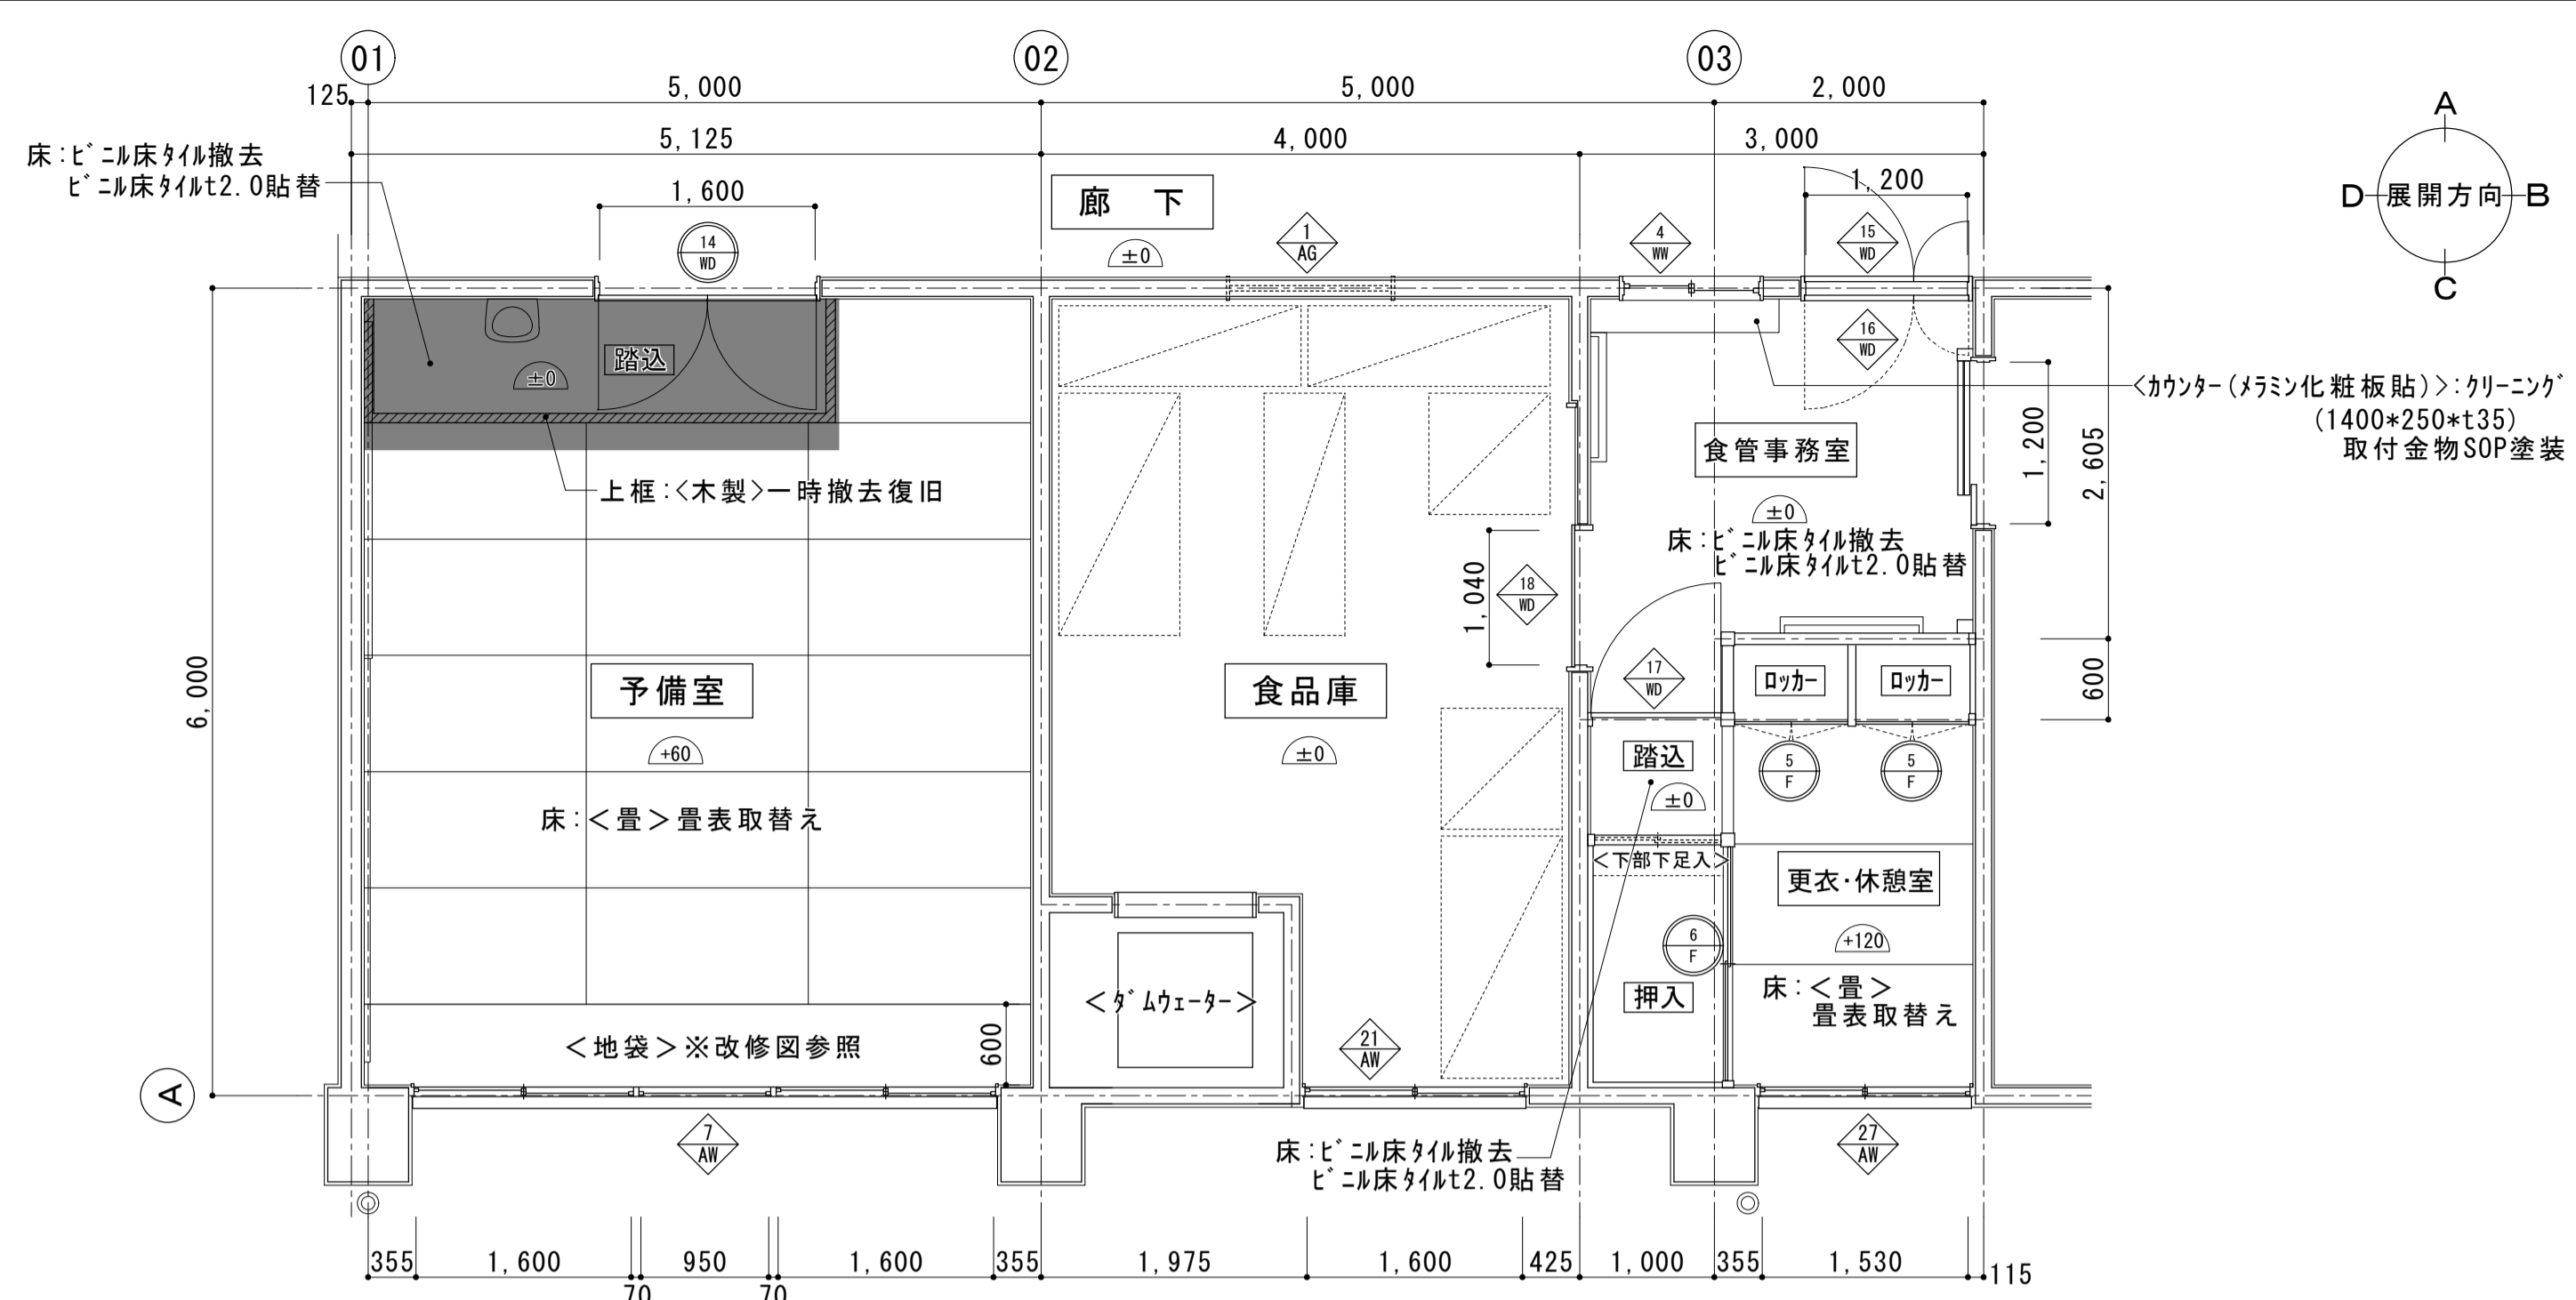 01
02
03
125
5,000
5,000
2,000
5,125
4,000
3,000
床:ﾋﾞﾆﾙ床ﾀｲﾙ撤去
ﾋﾞﾆﾙ床ﾀｲﾙt2.0貼替
1,600
廊 下
1,200
A
D
展開方向
B
C
14
WD
±0
1
AG
4
WW
15
WD
16
WD
踏込
±0
<ｶｳﾝﾀｰ(ﾒﾗﾐﾝ化粧板貼)>:ｸﾘｰﾆﾝｸﾞ
(1400*250*t35)
取付金物SOP塗装
食管事務室
±0
1,200
2,605
上框:<木製>一時撤去復旧
床:ﾋﾞﾆﾙ床ﾀｲﾙ撤去
ﾋﾞﾆﾙ床ﾀｲﾙt2.0貼替
1,040
18
WD
6,000
予備室
+60
食品庫
±0
17
WD
ﾛｯｶｰ
ﾛｯｶｰ
600
踏込
±0
5
F
5
F
床:<畳>畳表取替え
<下部下足入>
更衣・休憩室
+120
6
F
押入
床:<畳>
畳表取替え
<ﾀﾞﾑｳｪｰﾀｰ>
<地袋>※改修図参照
600
21
AW
A
7
AW
27
AW
床:ﾋﾞﾆﾙ床ﾀｲﾙ撤去
ﾋﾞﾆﾙ床ﾀｲﾙt2.0貼替
355
1,600
70
950
70
1,600
355
1,975
1,600
425
1,000
355
1,530
115